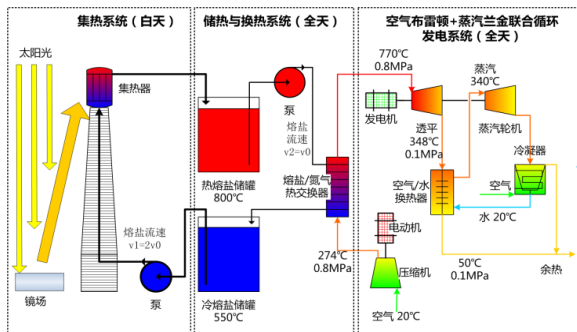 集热系统（白天）
太阳光
集热器
熔盐流速
v1=2v0
镜场
泵
储热与换热系统（全天）
泵
熔盐
流速
v2=v0
热熔盐储罐
800℃
熔盐/氮气
热交换器
冷熔盐储罐
550℃
空气布雷顿+蒸汽兰金联合循环
发电系统（全天）
770℃
0.8MPa
蒸汽
340℃
发电机
透平
348℃
0.1MPa
蒸汽轮机
冷凝器
空气/水
换热器
空气
水 20℃
电动机
274℃
0.8MPa
压缩机
50℃
0.1MPa
余热
空气 20℃